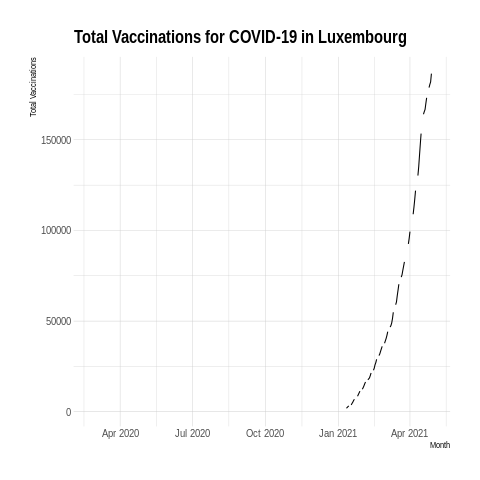 Total Vaccinations for COVID-19 in Luxembourg
Total Vaccinations
150000
100000
50000
0
Apr 2020 Jul 2020 Oct 2020 Jan 2021 Apr 2021
Month